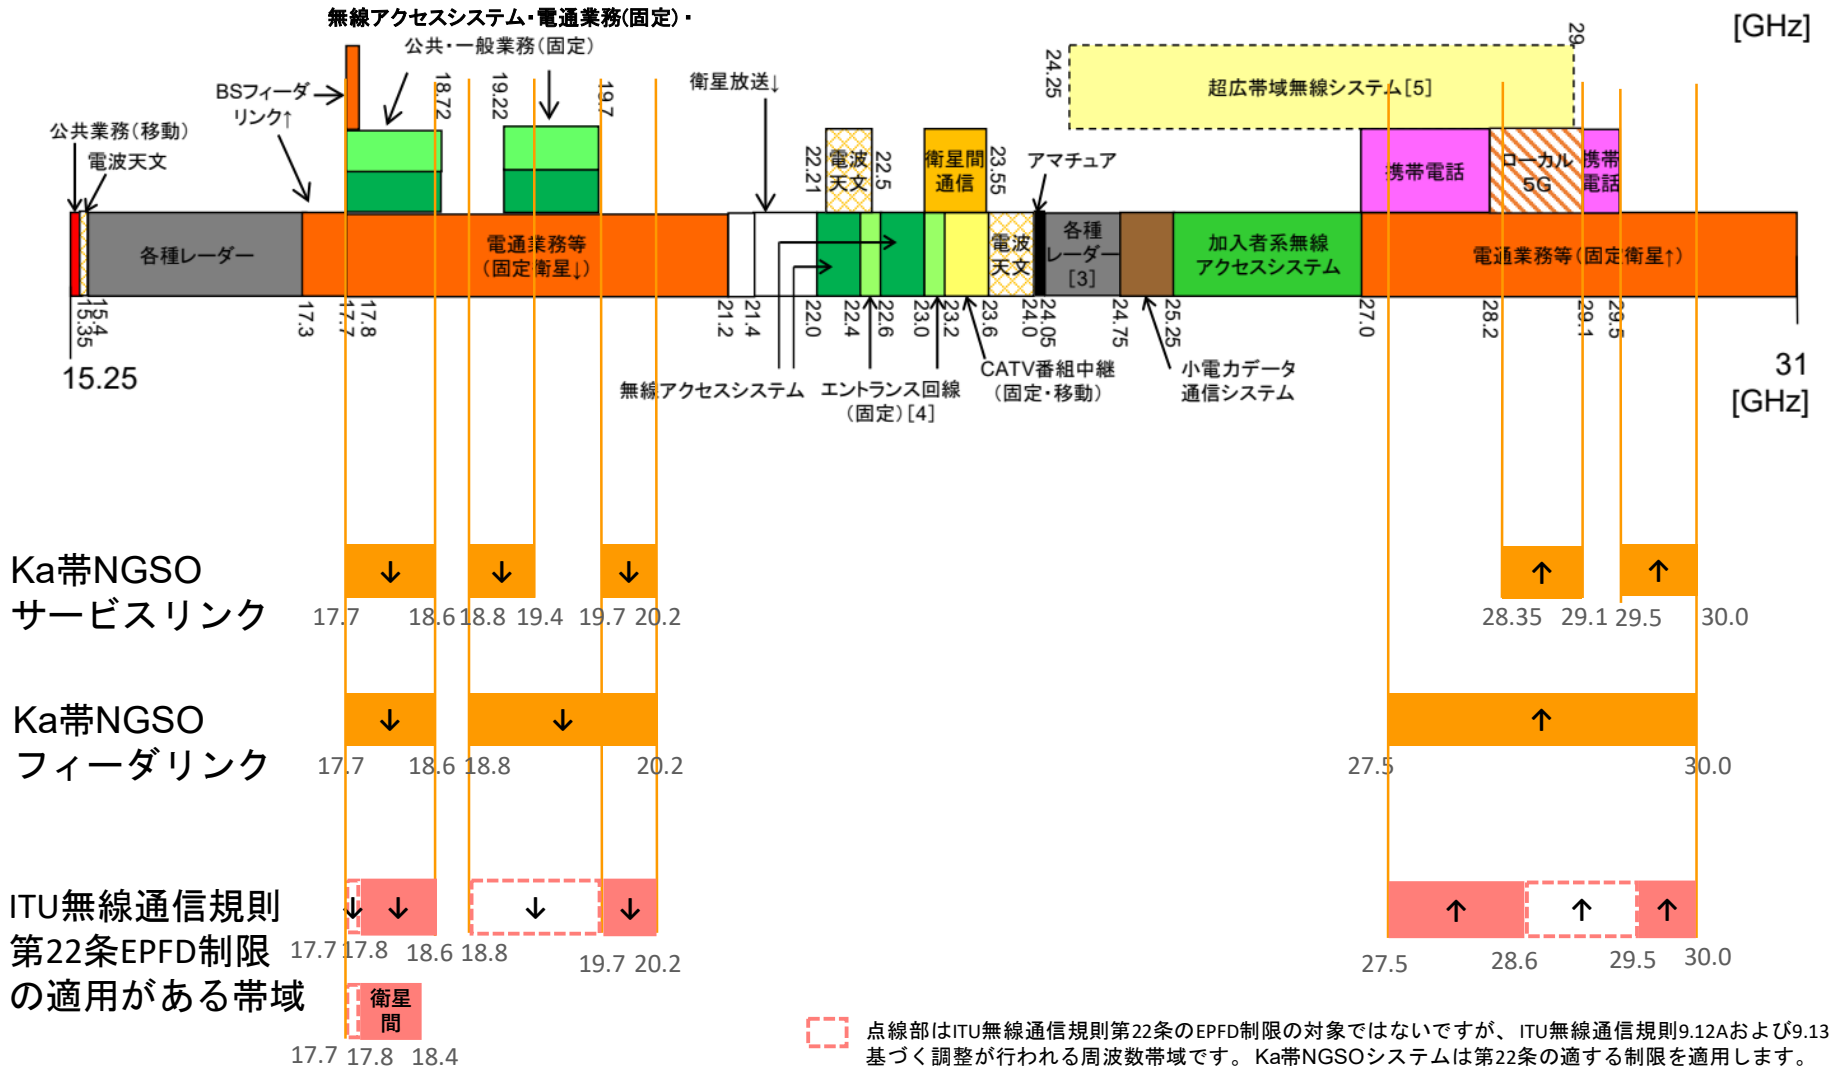 無線アクセスシステム・電通業務(固定)・
公共・一般業務(固定)
[GHz]
BSフィーダ
リンク↑
公共業務(移動)
電波天文
18.72
19.22
19.7
衛星放送↓
22.21
電波
天文
22.5
衛星間
通信
23.55
アマチュア
24.25
29
超広帯域無線システム[5]
携帯電話
ローカル
5G
携帯
電話
各種レーダー
電通業務等
(固定衛星↓)
電波
天文
各種
レーダー
[3]
加入者系無線
アクセスシステム
電通業務等(固定衛星↑)
15.35
15.4
17.3
17.7
17.8
21.2
21.4
22.0
22.4
22.6
23.0
23.2
23.6
24.0
24.05
24.75
25.25
27.0
28.2
29.1
29.5
15.25
31
[GHz]
無線アクセスシステム
エントランス回線
(固定)[4]
CATV番組中継
(固定・移動)
小電力データ
通信システム
Ka帯NGSO
サービスリンク
↓
↓
↓
↑
↑
17.7
18.6
18.8
19.4
19.7
20.2
28.35
29.1
29.5
30.0
Ka帯NGSO
フィーダリンク
↓
↓
↑
17.7
18.6
18.8
20.2
27.5
30.0
ITU無線通信規則
第22条EPFD制限
の適用がある帯域
↓
↓
↓
↓
↑
↑
↑
17.7
17.8
18.6
18.8
19.7
20.2
27.5
28.6
29.5
30.0
衛星
間
17.7
17.8
18.4
点線部はITU無線通信規則第22条のEPFD制限の対象ではないですが、ITU無線通信規則9.12Aおよび9.13
基づく調整が行われる周波数帯域です。Ka帯NGSOシステムは第22条の適する制限を適用します。